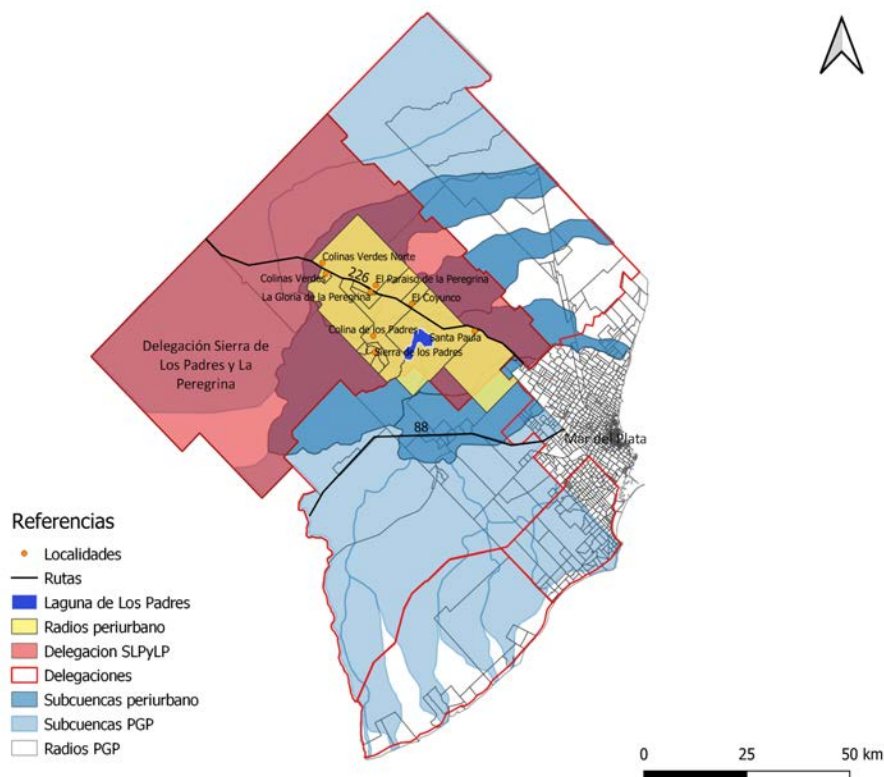 Colinas Verdes Norte
Colinas Verdes
226
El Paraiso de la Peregrina
La Gloria de la Peregrina
El Coyunco
Colina de los Padres
Santa Paula
Sierra de los Padres
Delegación Sierra de
Los Padres y La
Peregrina
88
Mar del Plata
Referencias
Localidades
Rutas
Laguna de Los Padres
Radios periurbano
Delegacion SLPyLP
Delegaciones
Subcuencas periurbano
Subcuencas PGP
Radios PGP
0 25 50 km